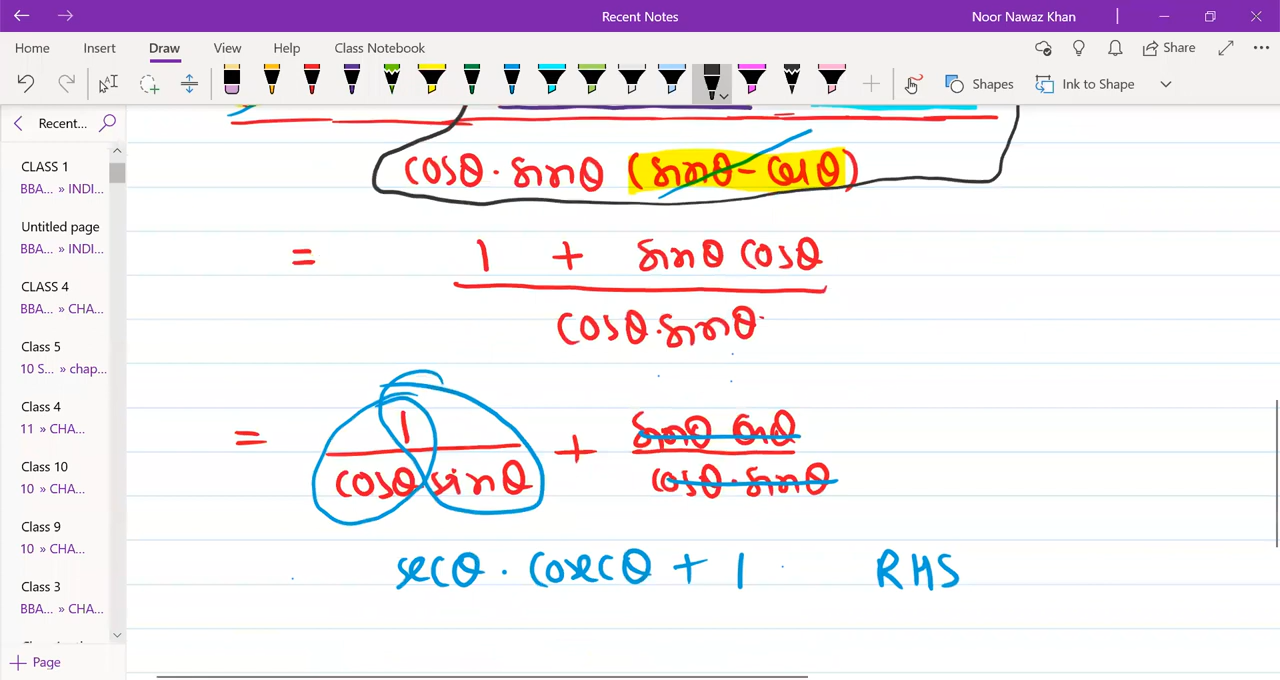 Recent Notes
Noor Nawaz Khan
Home Insert Draw View Help Class Notebook Share
Shapes Ink to Shape
Recent...
CLASS 1
BBA... » INDI...
Untitled page
BBA... » INDI...
CLASS 4
BBA... » CHA...
Class 5
10 S... » chap...
Class 4
11 » CHA...
Class 10
10 » CHA...
Class 9
10 » CHA...
Class 3
BBA... » CHA...
Page
cosθ · sinθ (sinθ - cosθ)
= 1 + sinθ cosθ
cosθ·sinθ
= 1 + sinθ cosθ
cosθ sinθ cosθ·sinθ
secθ · cosecθ + 1 RHS